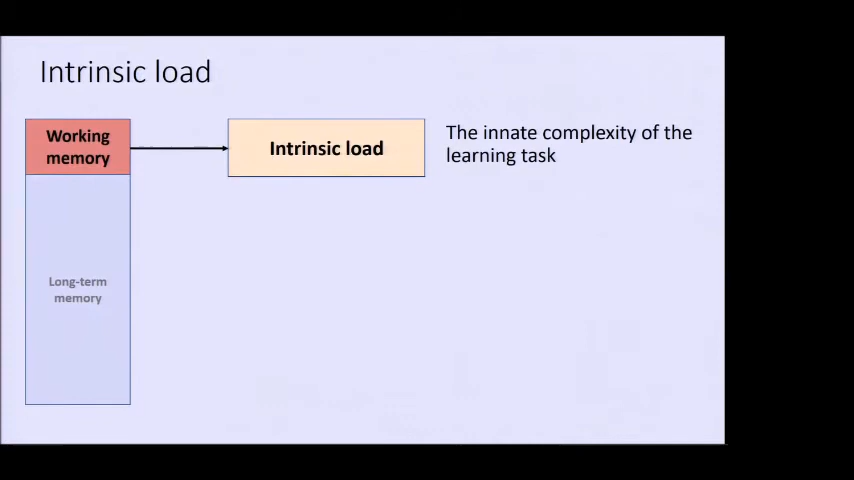 Intrinsic load
Working
memory
Intrinsic load
The innate complexity of the
learning task
Long-term
memory